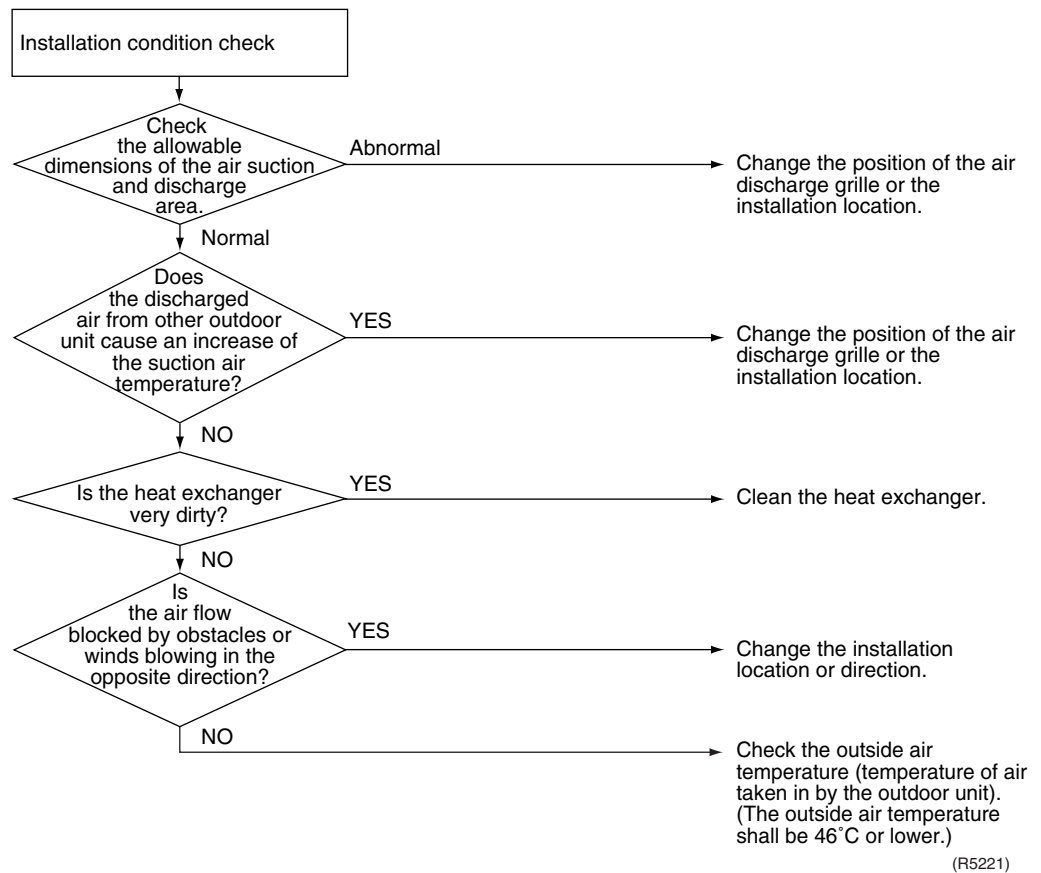 Installation condition check
Check
the allowable
dimensions of the air suction
and discharge
area.
Abnormal
Change the position of the air
discharge grille or the
installation location.
Normal
Does
the discharged
air from other outdoor
unit cause an increase of
the suction air
temperature?
YES
Change the position of the air
discharge grille or the
installation location.
NO
Is the heat exchanger
very dirty?
YES
Clean the heat exchanger.
NO
Is
the air flow
blocked by obstacles or
winds blowing in the
opposite direction?
YES
Change the installation
location or direction.
NO
Check the outside air
temperature (temperature of air
taken in by the outdoor unit).
(The outside air temperature
shall be 46˚C or lower.)
(R5221)